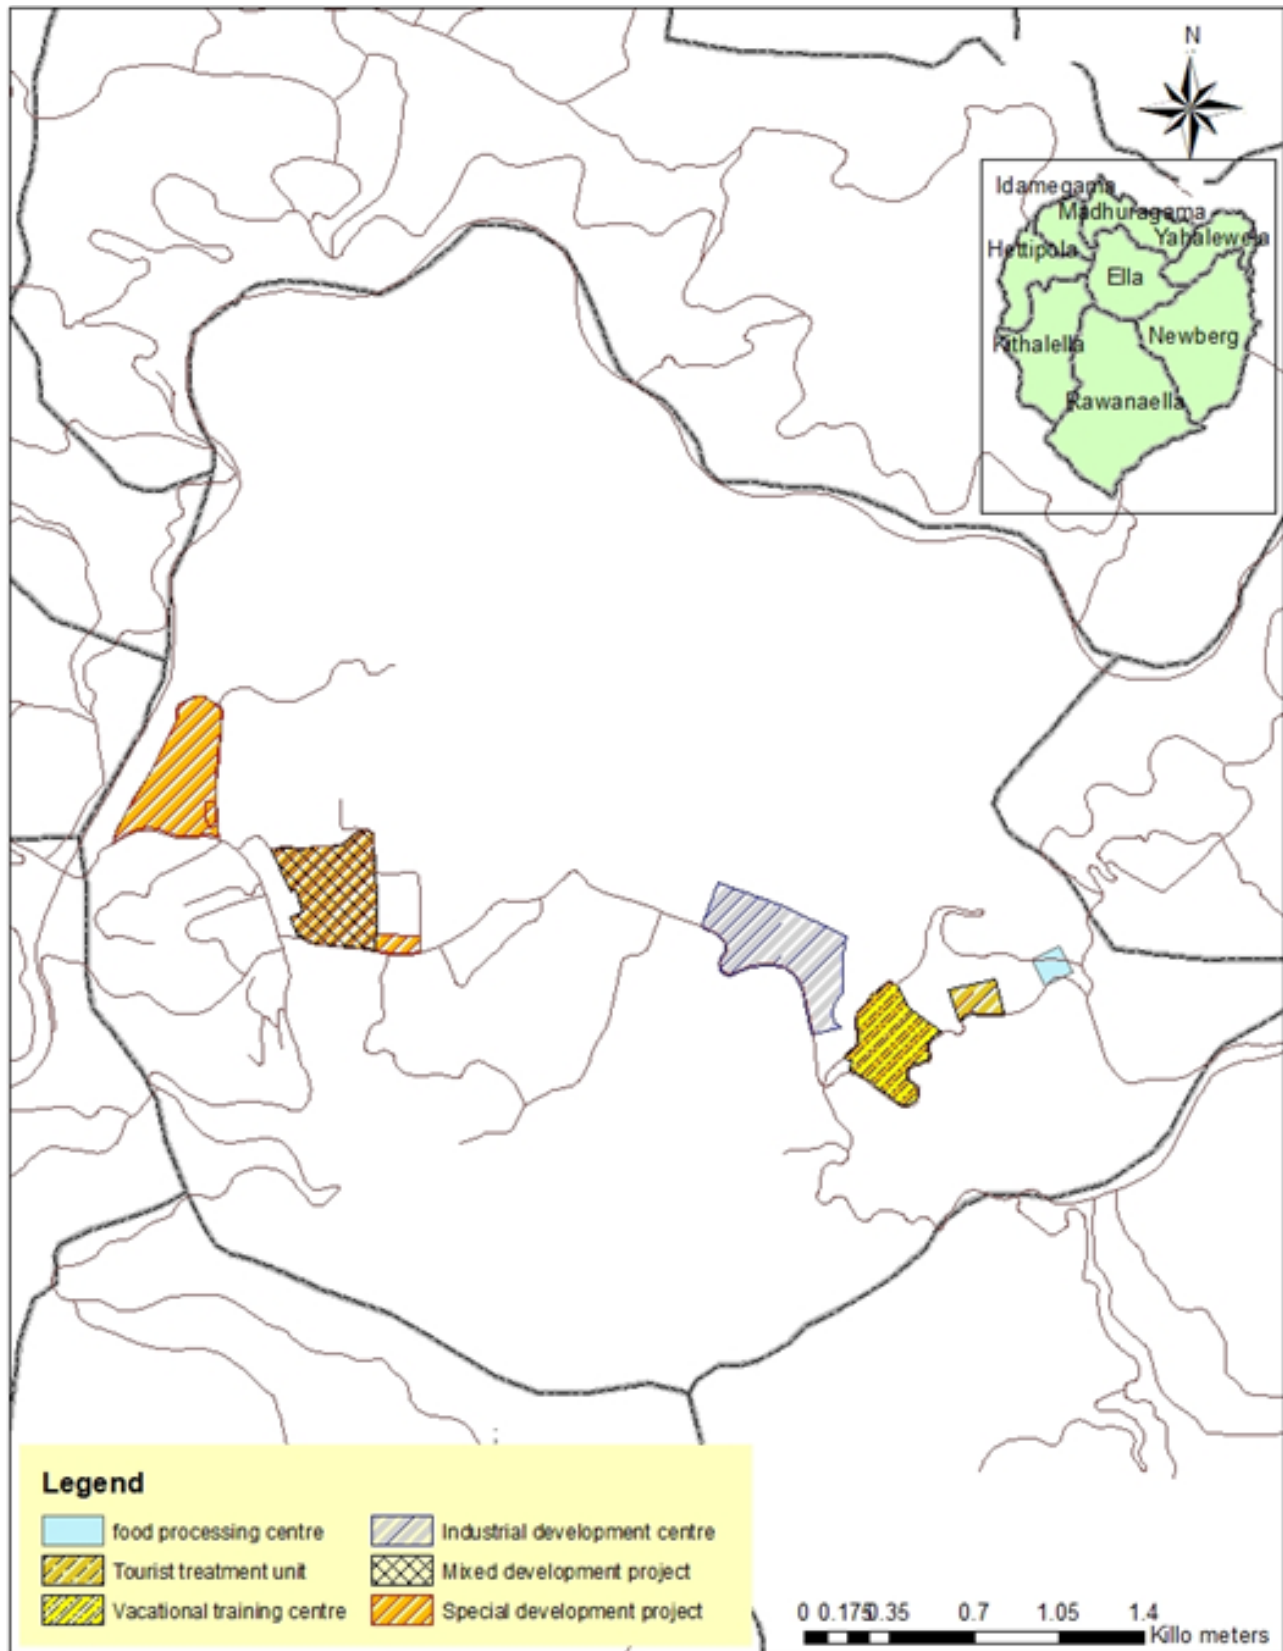 N
Idamegama
Madhuragama
Yahalewela
Hettipola
Ella
Newberg
Kithalella
Rawanaella
Legend
food processing centre
Industrial development centre
Tourist treatment unit
Mixed development project
Vacational training centre
Special development project
0 0.175 0.35 0.7 1.05 1.4
Killo meters